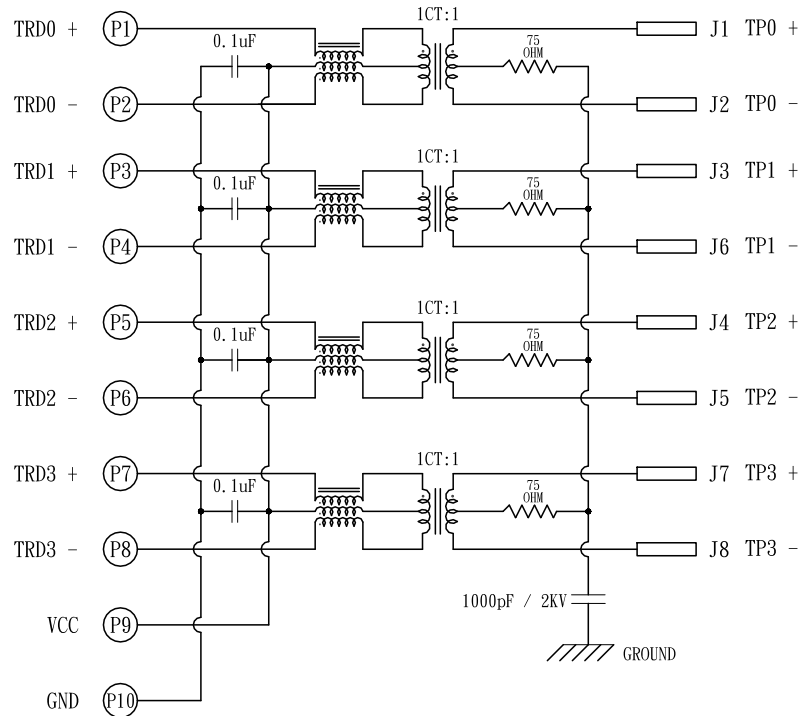 1CT:1
TRD0 + P1 J1 TP0 +
0.1uF
75
OHM
TRD0 - P2 J2 TP0 -
1CT:1
TRD1 + P3 J3 TP1 +
0.1uF
75
OHM
TRD1 - P4 J6 TP1 -
1CT:1
TRD2 + P5 J4 TP2 +
0.1uF
75
OHM
TRD2 - P6 J5 TP2 -
1CT:1
TRD3 + P7 J7 TP3 +
0.1uF
75
OHM
TRD3 - P8 J8 TP3 -
1000pF / 2KV
VCC P9
GROUND
GND P10